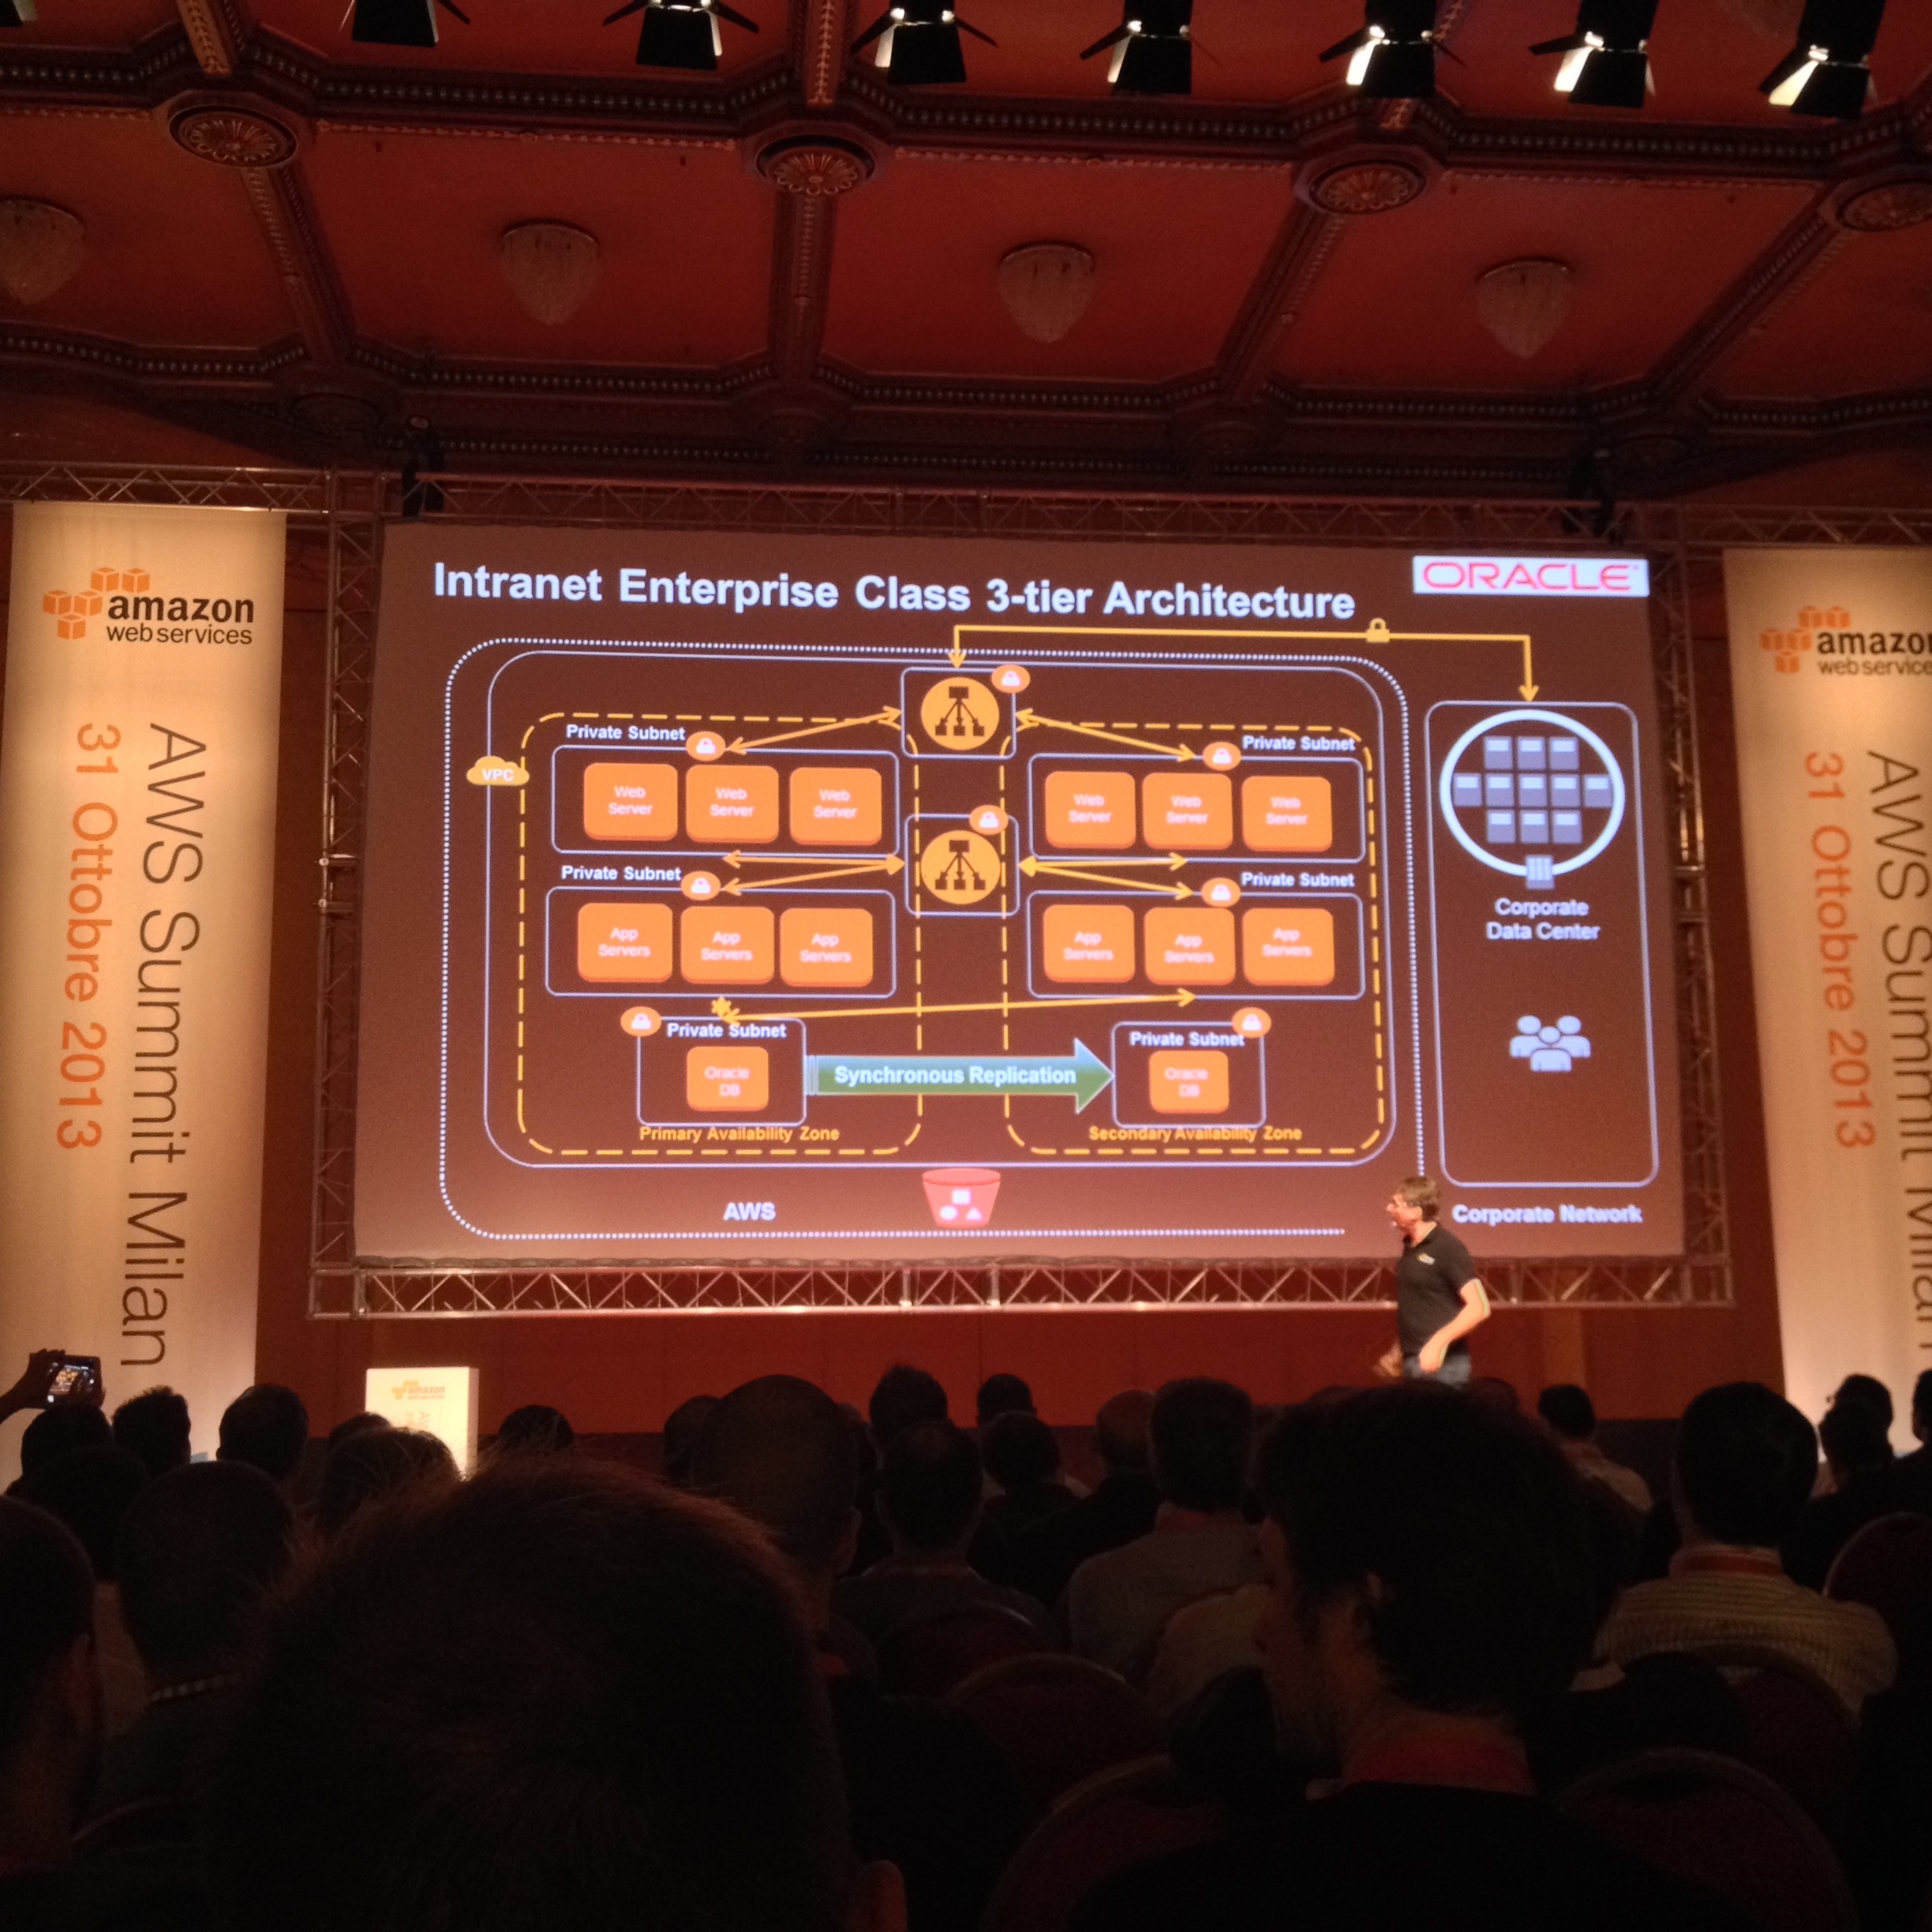 Intranet Enterprise Class 3-tier Architecture
ORACLE
amazon
web services
AWS Summit Milan
31 Ottobre 2013
VPC
Private Subnet
Web
Server
Web
Server
Web
Server
Private Subnet
Web
Server
Web
Server
Web
Server
Private Subnet
App
Servers
App
Servers
App
Servers
Private Subnet
App
Servers
App
Servers
App
Servers
Private Subnet
Oracle
DB
Synchronous Replication
Private Subnet
Oracle
DB
Primary Availability Zone
Secondary Availability Zone
AWS
Corporate
Data Center
Corporate Network
amazon
web service
AWS Summit Milan
31 Ottobre 2013
amazon